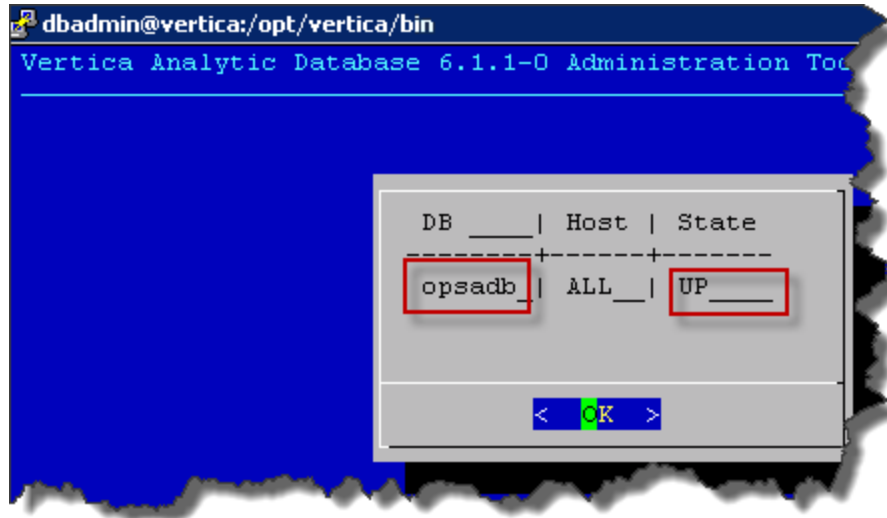 dbadmin@vertica:/opt/vertica/bin
Vertica Analytic Database 6.1.1-0 Administration
DB ____| Host | State
--------+------+-------
opsadb_| ALL__| UP____
< OK >